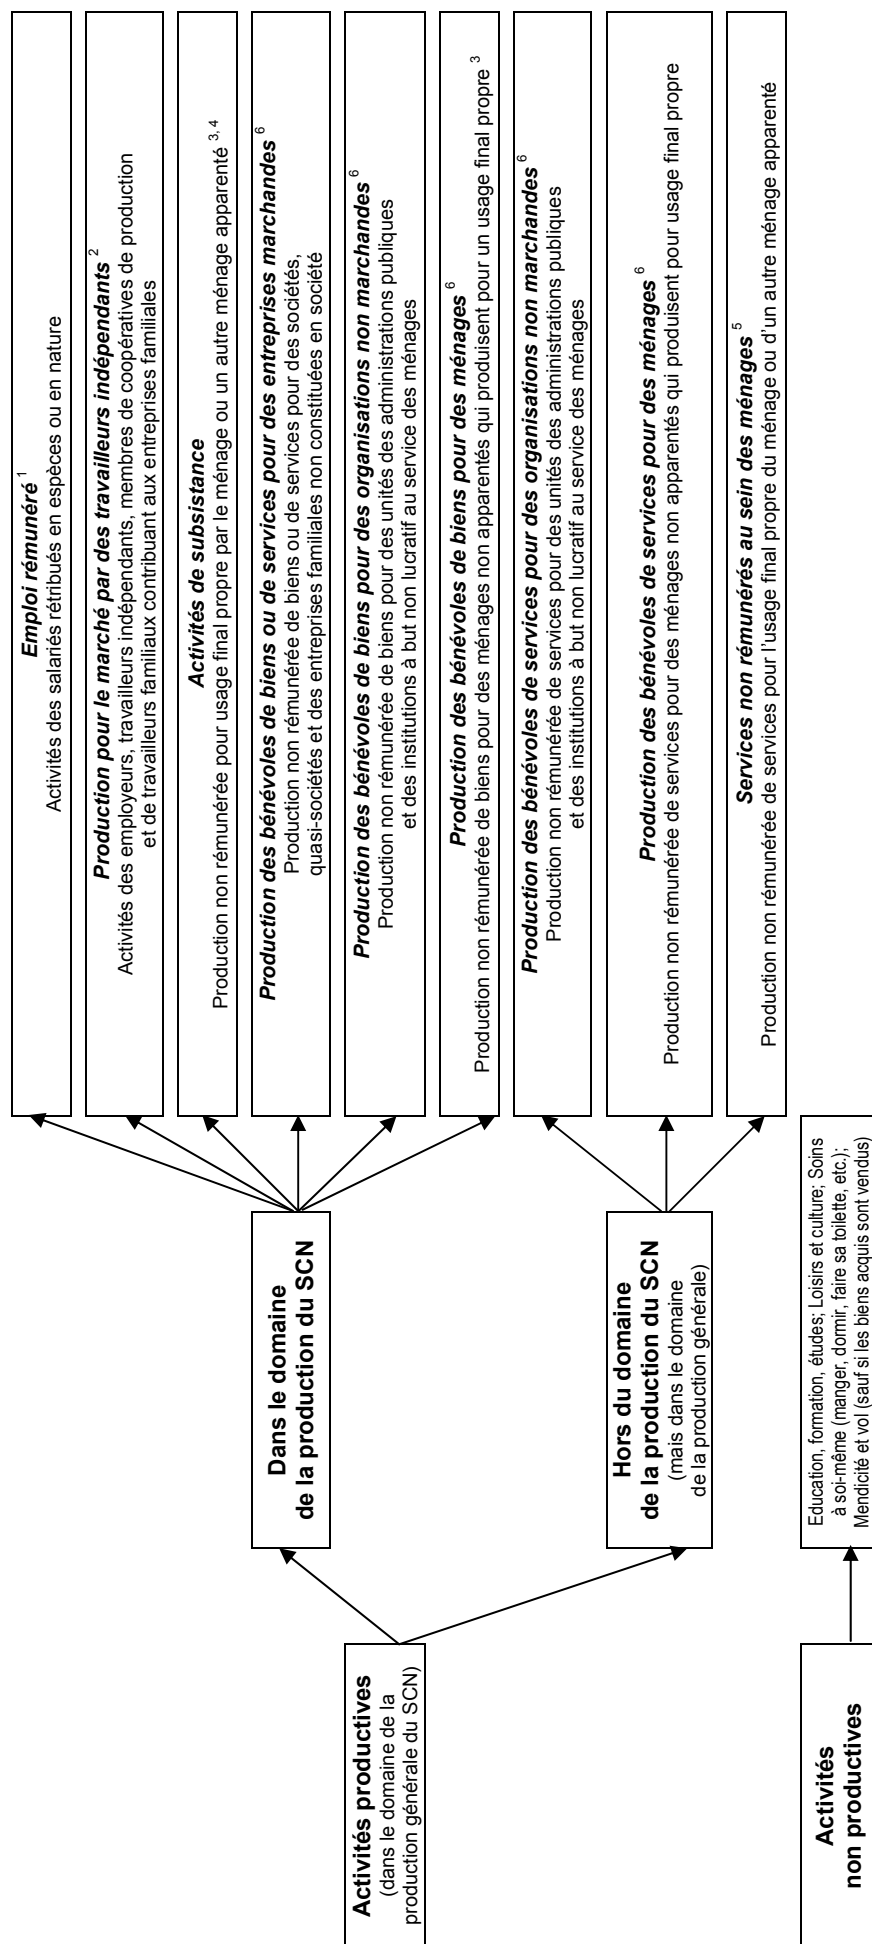 Activités productives
(dans le domaine de la
production générale du SCN)
Dans le domaine
de la production du SCN
Emploi rémunéré 1
Activités des salariés rétribués en espèces ou en nature
Production pour le marché par des travailleurs indépendants 2
Activités des employeurs, travailleurs indépendants, membres de coopératives de production
et de travailleurs familiaux contribuant aux entreprises familiales
Activités de subsistance
Production non rémunérée pour usage final propre par le ménage ou un autre ménage apparenté 3, 4
Production des bénévoles de biens ou de services pour des entreprises marchandes 6
Production non rémunérée de biens ou de services pour des sociétés,
quasi-sociétés et des entreprises familiales non constituées en société
Production des bénévoles de biens pour des organisations non marchandes 6
Production non rémunérée de biens pour des unités des administrations publiques
et des institutions à but non lucratif au service des ménages
Production des bénévoles de biens pour des ménages 6
Production non rémunérée de biens pour des ménages non apparentés qui produisent pour un usage final propre 3
Hors du domaine
de la production du SCN
(mais dans le domaine
de la production générale)
Production des bénévoles de services pour des organisations non marchandes 6
Production non rémunérée de services pour des unités des administrations publiques
et des institutions à but non lucratif au service des ménages
Production des bénévoles de services pour des ménages 6
Production non rémunérée de services pour des ménages non apparentés qui produisent pour usage final propre
Services non rémunérés au sein des ménages 5
Production non rémunérée de services pour l'usage final propre du ménage ou d'un autre ménage apparenté
Activités
non productives
Education, formation, études; Loisirs et culture; Soins
à soi-même (manger, dormir, faire sa toilette, etc.);
Mendicité et vol (sauf si les biens acquis sont vendus)